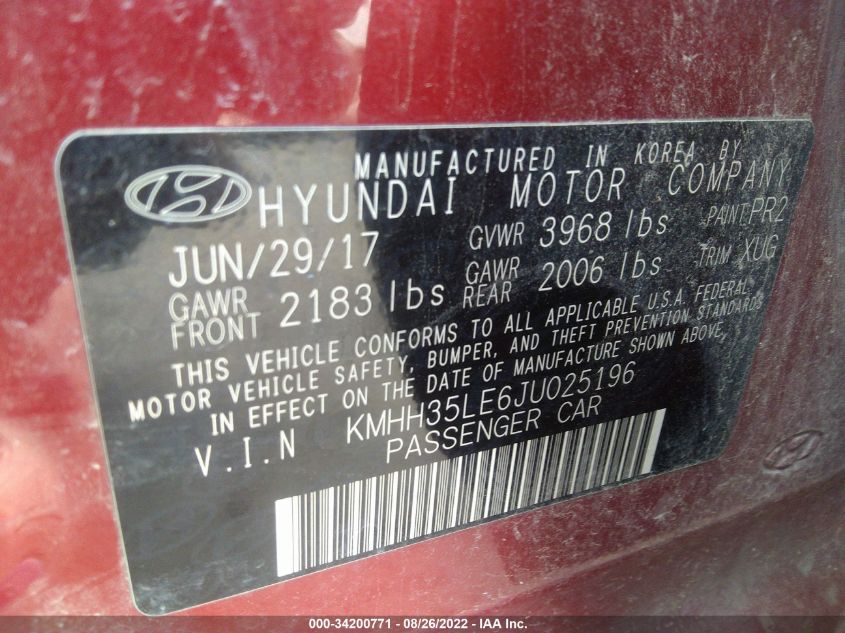 MANUFACTURED IN KOREA BY
HYUNDAI MOTOR COMPANY
JUN/29/17 GVWR 3968 lbs PAINT PR2
GAWR FRONT 2183 lbs GAWR REAR 2006 lbs TRIM XUG
THIS VEHICLE CONFORMS TO ALL APPLICABLE U.S.A. FEDERAL
MOTOR VEHICLE SAFETY, BUMPER, AND THEFT PREVENTION STANDARDS
IN EFFECT ON THE DATE OF MANUFACTURE SHOWN ABOVE,
V.I.N KMHH35LE6JU025196
PASSENGER CAR
000-34200771 - 08/26/2022 - IAA Inc.